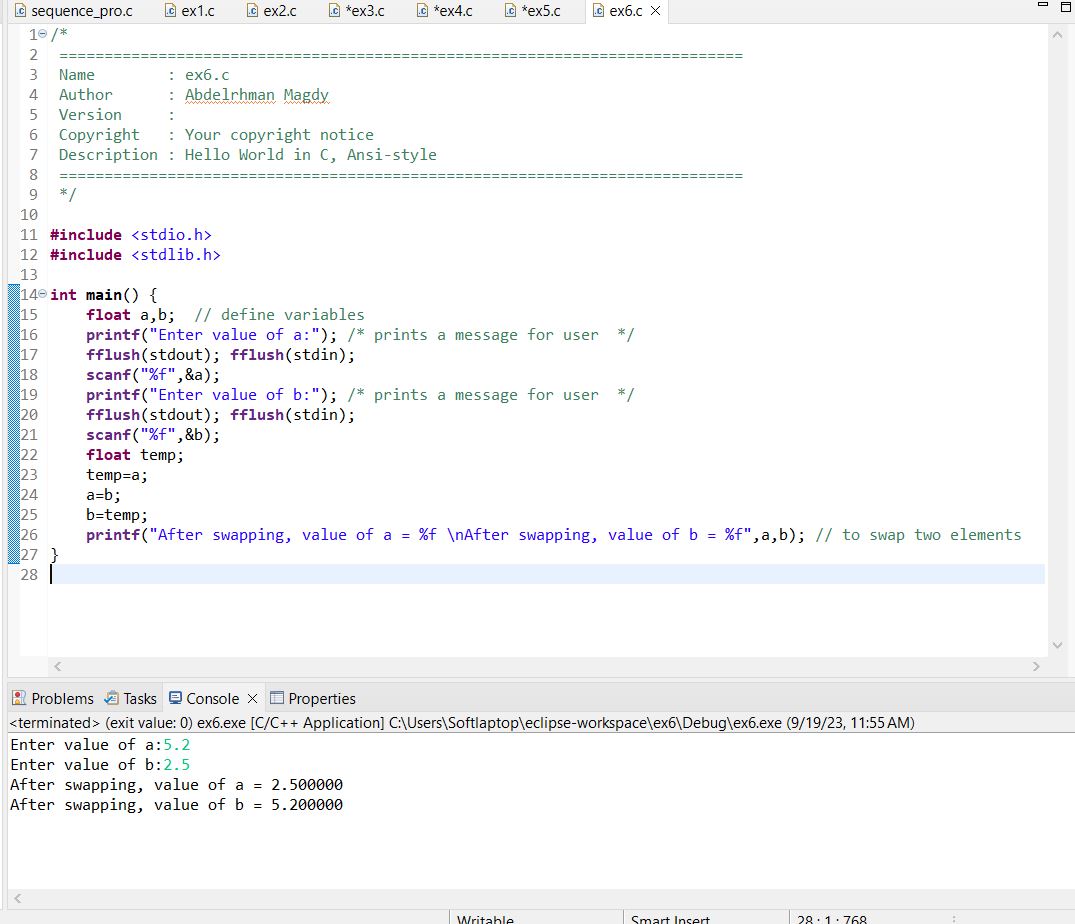 sequence_pro.c ex1.c ex2.c *ex3.c *ex4.c *ex5.c ex6.c
1 /*
2 ============================================================================
3 Name        : ex6.c
4 Author      : Abdelrhman Magdy
5 Version     :
6 Copyright   : Your copyright notice
7 Description : Hello World in C, Ansi-style
8 ============================================================================
9 */
10
11 #include <stdio.h>
12 #include <stdlib.h>
13
14 int main() {
15     float a,b;  // define variables
16     printf("Enter value of a:"); /* prints a message for user  */
17     fflush(stdout); fflush(stdin);
18     scanf("%f",&a);
19     printf("Enter value of b:"); /* prints a message for user  */
20     fflush(stdout); fflush(stdin);
21     scanf("%f",&b);
22     float temp;
23     temp=a;
24     a=b;
25     b=temp;
26     printf("After swapping, value of a = %f \nAfter swapping, value of b = %f",a,b); // to swap two elements
27 }
28
Problems Tasks Console Properties
<terminated> (exit value: 0) ex6.exe [C/C++ Application] C:\Users\Softlaptop\eclipse-workspace\ex6\Debug\ex6.exe (9/19/23, 11:55 AM)
Enter value of a:5.2
Enter value of b:2.5
After swapping, value of a = 2.500000
After swapping, value of b = 5.200000
Writable Smart Insert 28 : 1 : 768